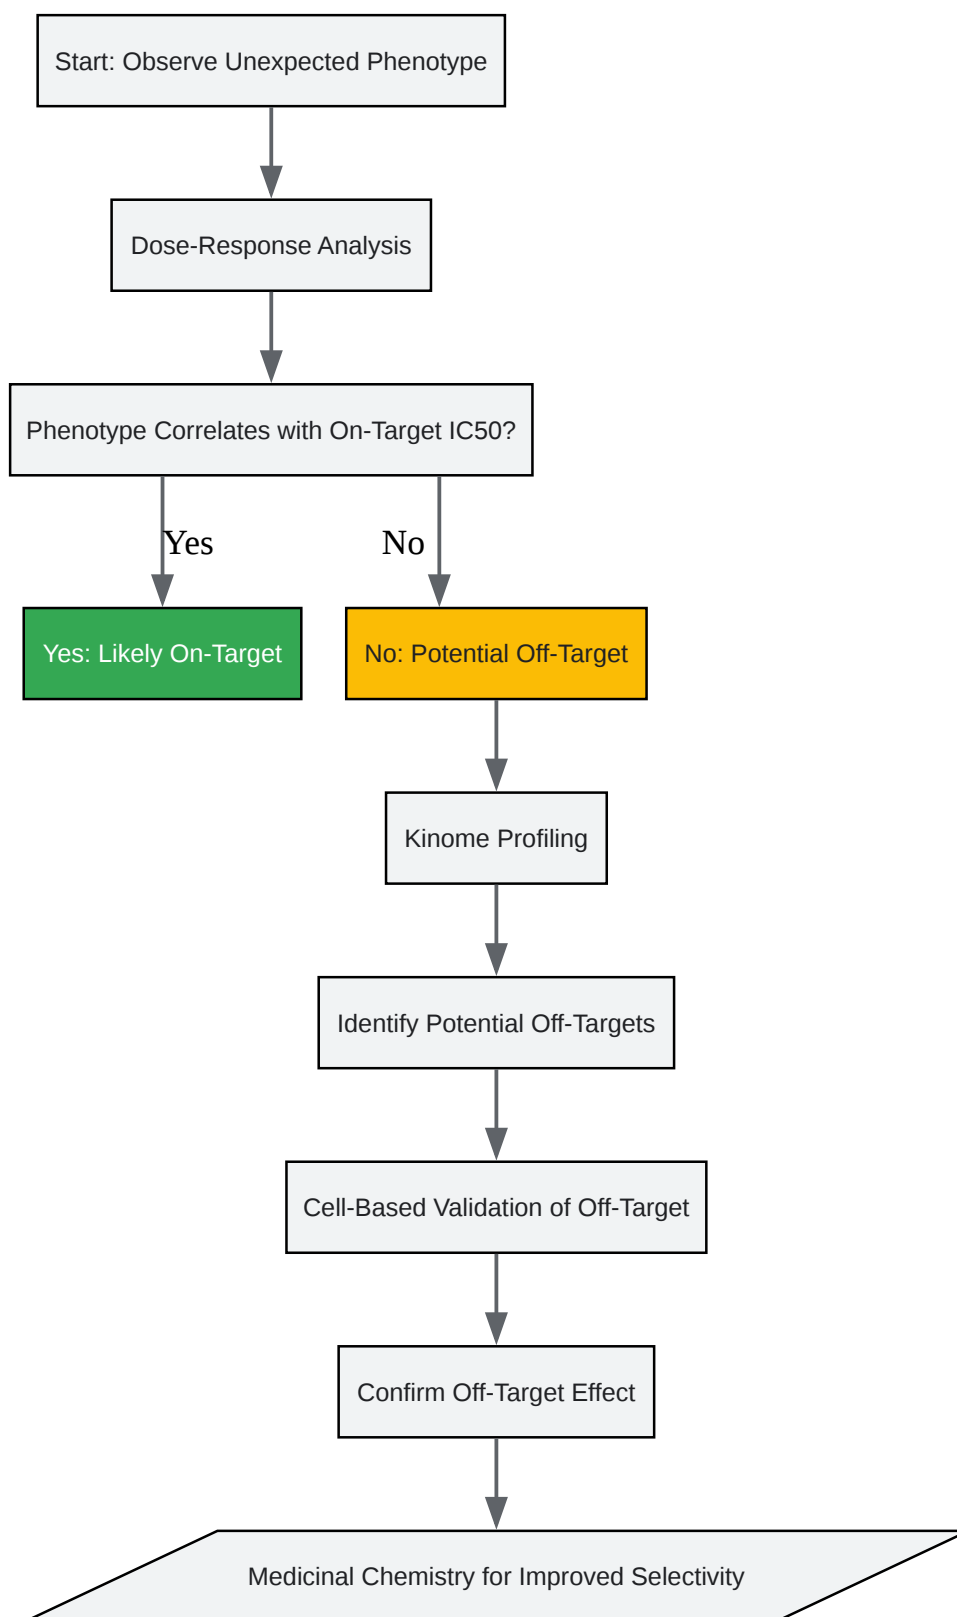 Start: Observe Unexpected Phenotype
Dose-Response Analysis
Phenotype Correlates with On-Target IC50?
Yes
No
Yes: Likely On-Target
No: Potential Off-Target
Kinome Profiling
Identify Potential Off-Targets
Cell-Based Validation of Off-Target
Confirm Off-Target Effect
Medicinal Chemistry for Improved Selectivity